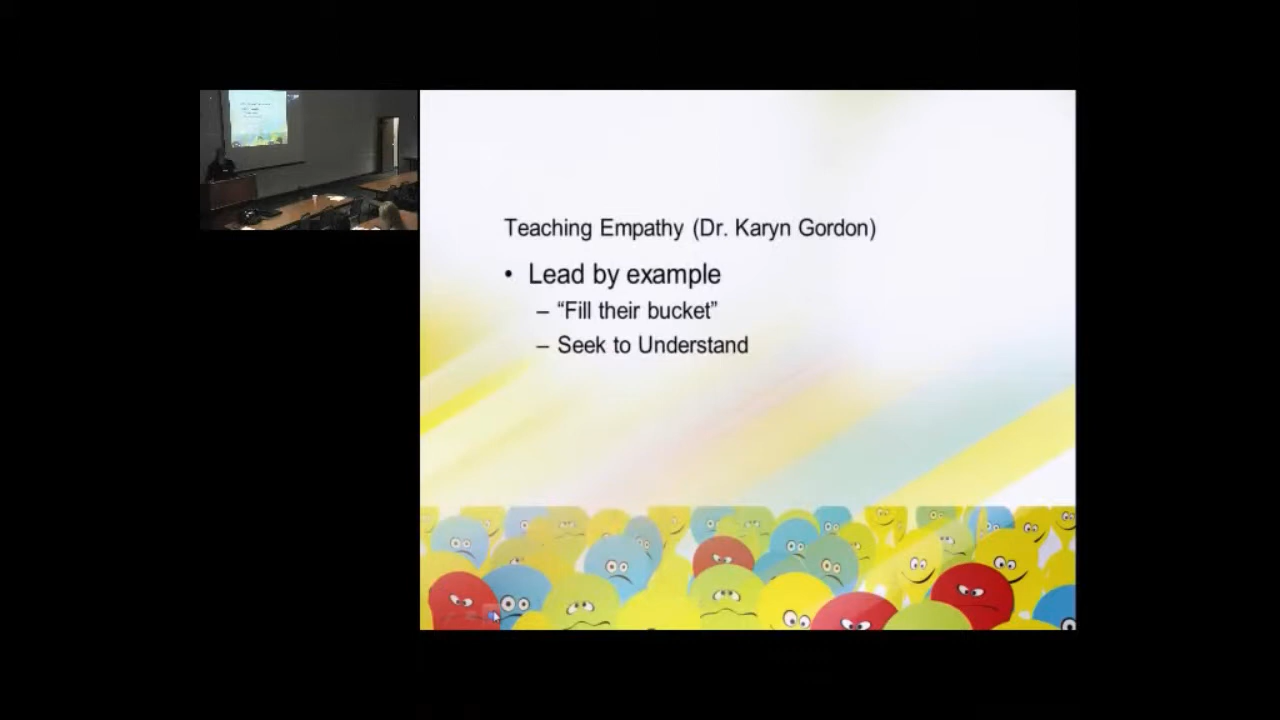 Teaching Empathy (Dr. Karyn Gordon)
• Lead by example
– “Fill their bucket”
– Seek to Understand